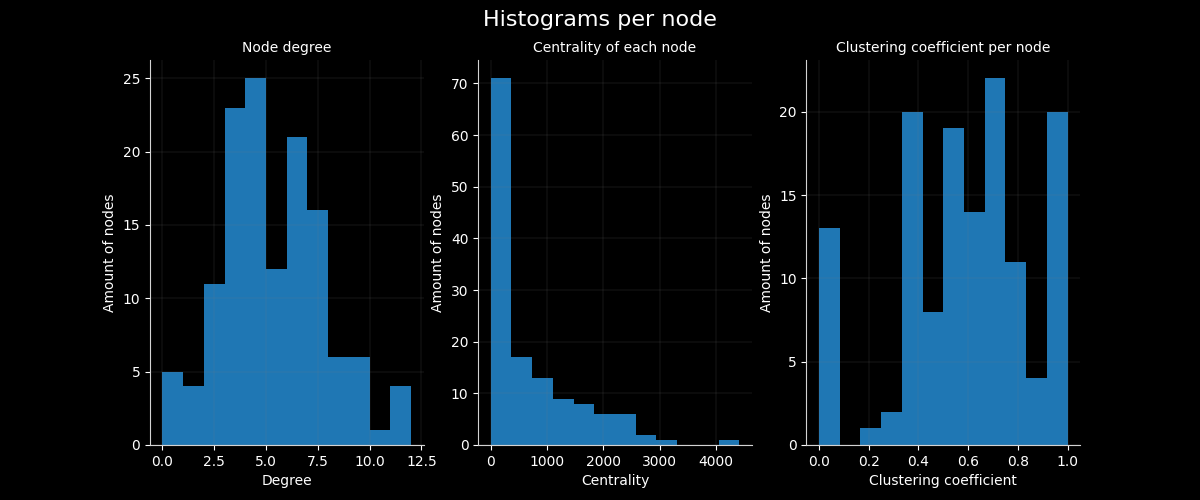 Histograms per node
Node degree
Amount of nodes
25
20
15
10
5
0
0.0 2.5 5.0 7.5 10.0 12.5
Degree
Centrality of each node
Amount of nodes
70
60
50
40
30
20
10
0
0 1000 2000 3000 4000
Centrality
Clustering coefficient per node
Amount of nodes
20
15
10
5
0
0.0 0.2 0.4 0.6 0.8 1.0
Clustering coefficient